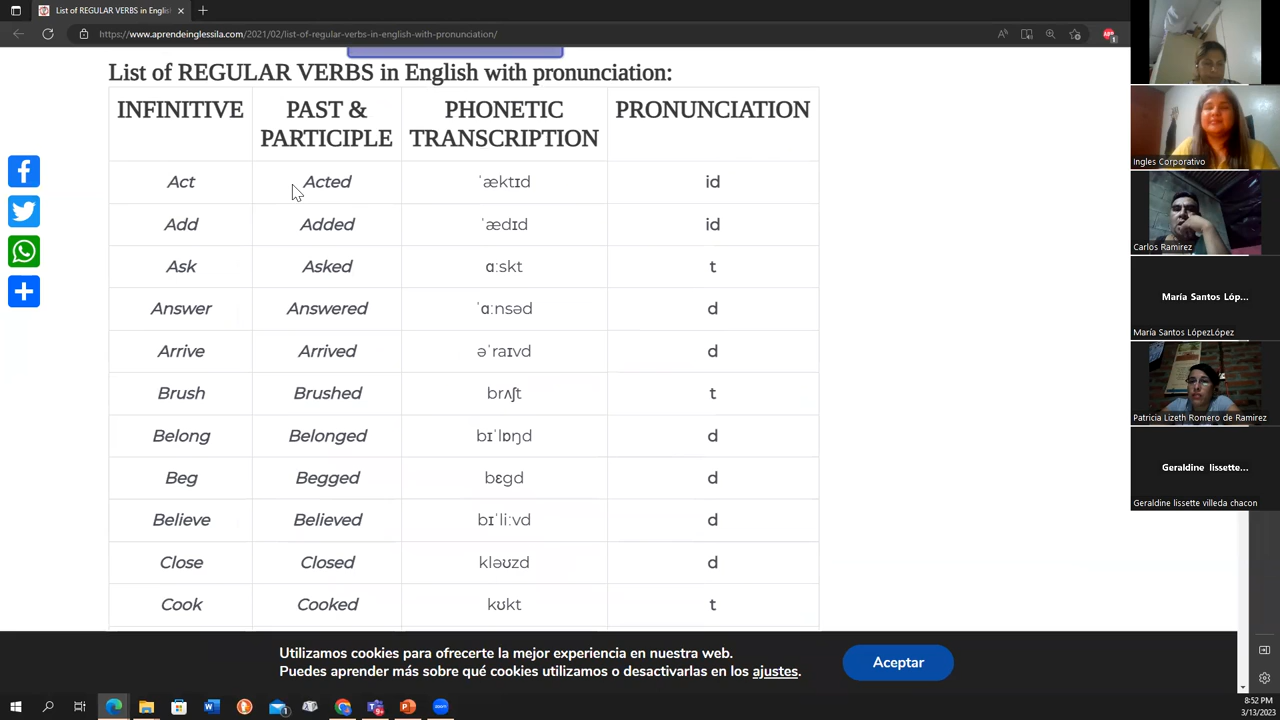 List of REGULAR VERBS in Englis
https://www.aprendeinglessila.com/2021/02/list-of-regular-verbs-in-english-with-pronunciation/
List of REGULAR VERBS in English with pronunciation:
INFINITIVE PAST & PARTICIPLE PHONETIC TRANSCRIPTION PRONUNCIATION
Act Acted ˈæktɪd id
Add Added ˈædɪd id
Ask Asked ɑːskt t
Answer Answered ˈɑːnsəd d
Arrive Arrived əˈraɪvd d
Brush Brushed brʌʃt t
Belong Belonged bɪˈlɒŋd d
Beg Begged bɛgd d
Believe Believed bɪˈliːvd d
Close Closed kləʊzd d
Cook Cooked kʊkt t
Utilizamos cookies para ofrecerte la mejor experiencia en nuestra web.
Puedes aprender más sobre qué cookies utilizamos o desactivarlas en los ajustes.
Aceptar
Ingles Corporativo
Carlos Ramirez
María Santos Lóp...
María Santos LópezLópez
Patricia Lizeth Romero de Ramirez
Geraldine lissette...
Geraldine lissette villeda chacon
8:52 PM
3/13/2023